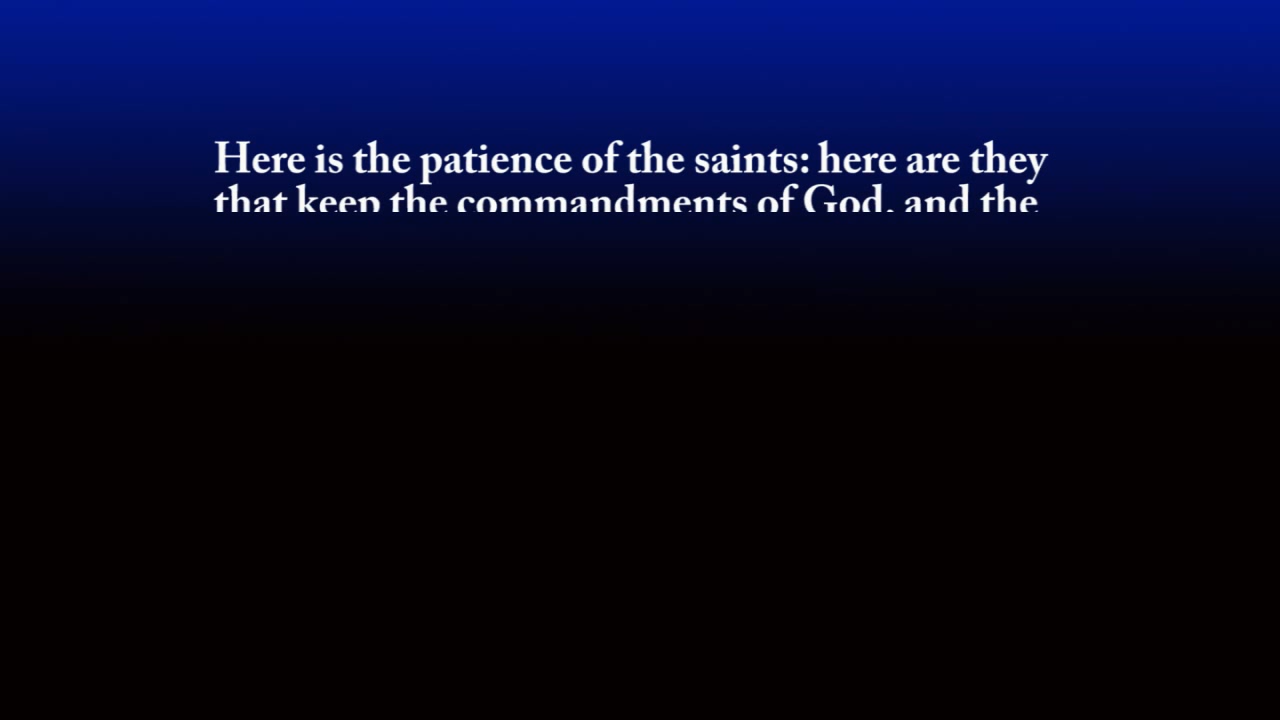 Here is the patience of the saints: here are they
that keep the commandments of God, and the